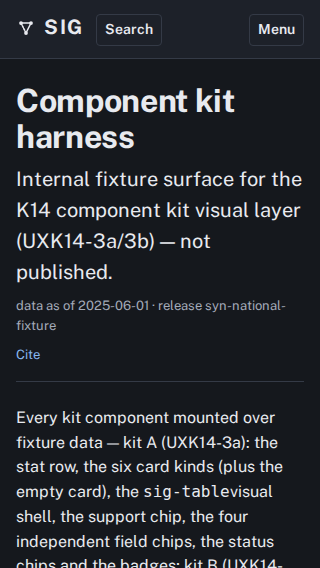 SIG
Search
Menu
Component kit
harness
Internal fixture surface for the
K14 component kit visual layer
(UXK14-3a/3b) — not
published.
data as of 2025-06-01 · release syn-national-
fixture
Cite
Every kit component mounted over
fixture data — kit A (UXK14-3a): the
stat row, the six card kinds (plus the
empty card), the sig-tablevisual
shell, the support chip, the four
independent field chips, the status
chips and the badges; kit B (UXK14-